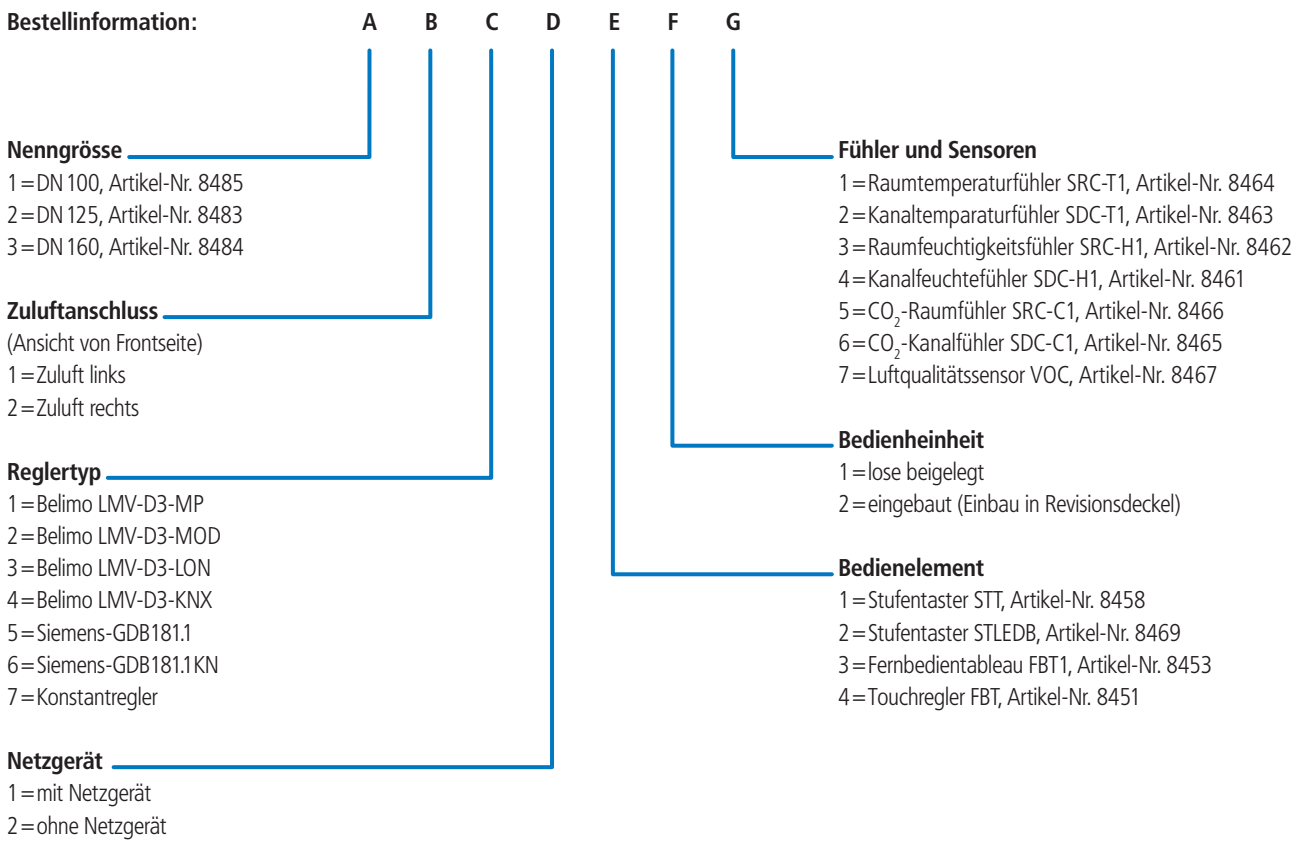 Bestellinformation: A B C D E F G
Nenngrösse
1=DN 100, Artikel-Nr. 8485
2=DN 125, Artikel-Nr. 8483
3=DN 160, Artikel-Nr. 8484
Zuluftanschluss
(Ansicht von Frontseite)
1=Zuluft links
2=Zuluft rechts
Reglertyp
1=Belimo LMV-D3-MP
2=Belimo LMV-D3-MOD
3=Belimo LMV-D3-LON
4=Belimo LMV-D3-KNX
5=Siemens-GDB181.1
6=Siemens-GDB181.1KN
7=Konstantregler
Netzgerät
1=mit Netzgerät
2=ohne Netzgerät
Fühler und Sensoren
1=Raumtemperaturfühler SRC-T1, Artikel-Nr. 8464
2=Kanaltemparaturfühler SDC-T1, Artikel-Nr. 8463
3=Raumfeuchtigkeitsfühler SRC-H1, Artikel-Nr. 8462
4=Kanalfeuchtefühler SDC-H1, Artikel-Nr. 8461
5=CO₂-Raumfühler SRC-C1, Artikel-Nr. 8466
6=CO₂-Kanalfühler SDC-C1, Artikel-Nr. 8465
7=Luftqualitätssensor VOC, Artikel-Nr. 8467
Bedienheinheit
1=lose beigelegt
2=eingebaut (Einbau in Revisionsdeckel)
Bedienelement
1=Stufentaster STT, Artikel-Nr. 8458
2=Stufentaster STLEDB, Artikel-Nr. 8469
3=Fernbedientableau FBT1, Artikel-Nr. 8453
4=Touchregler FBT, Artikel-Nr. 8451